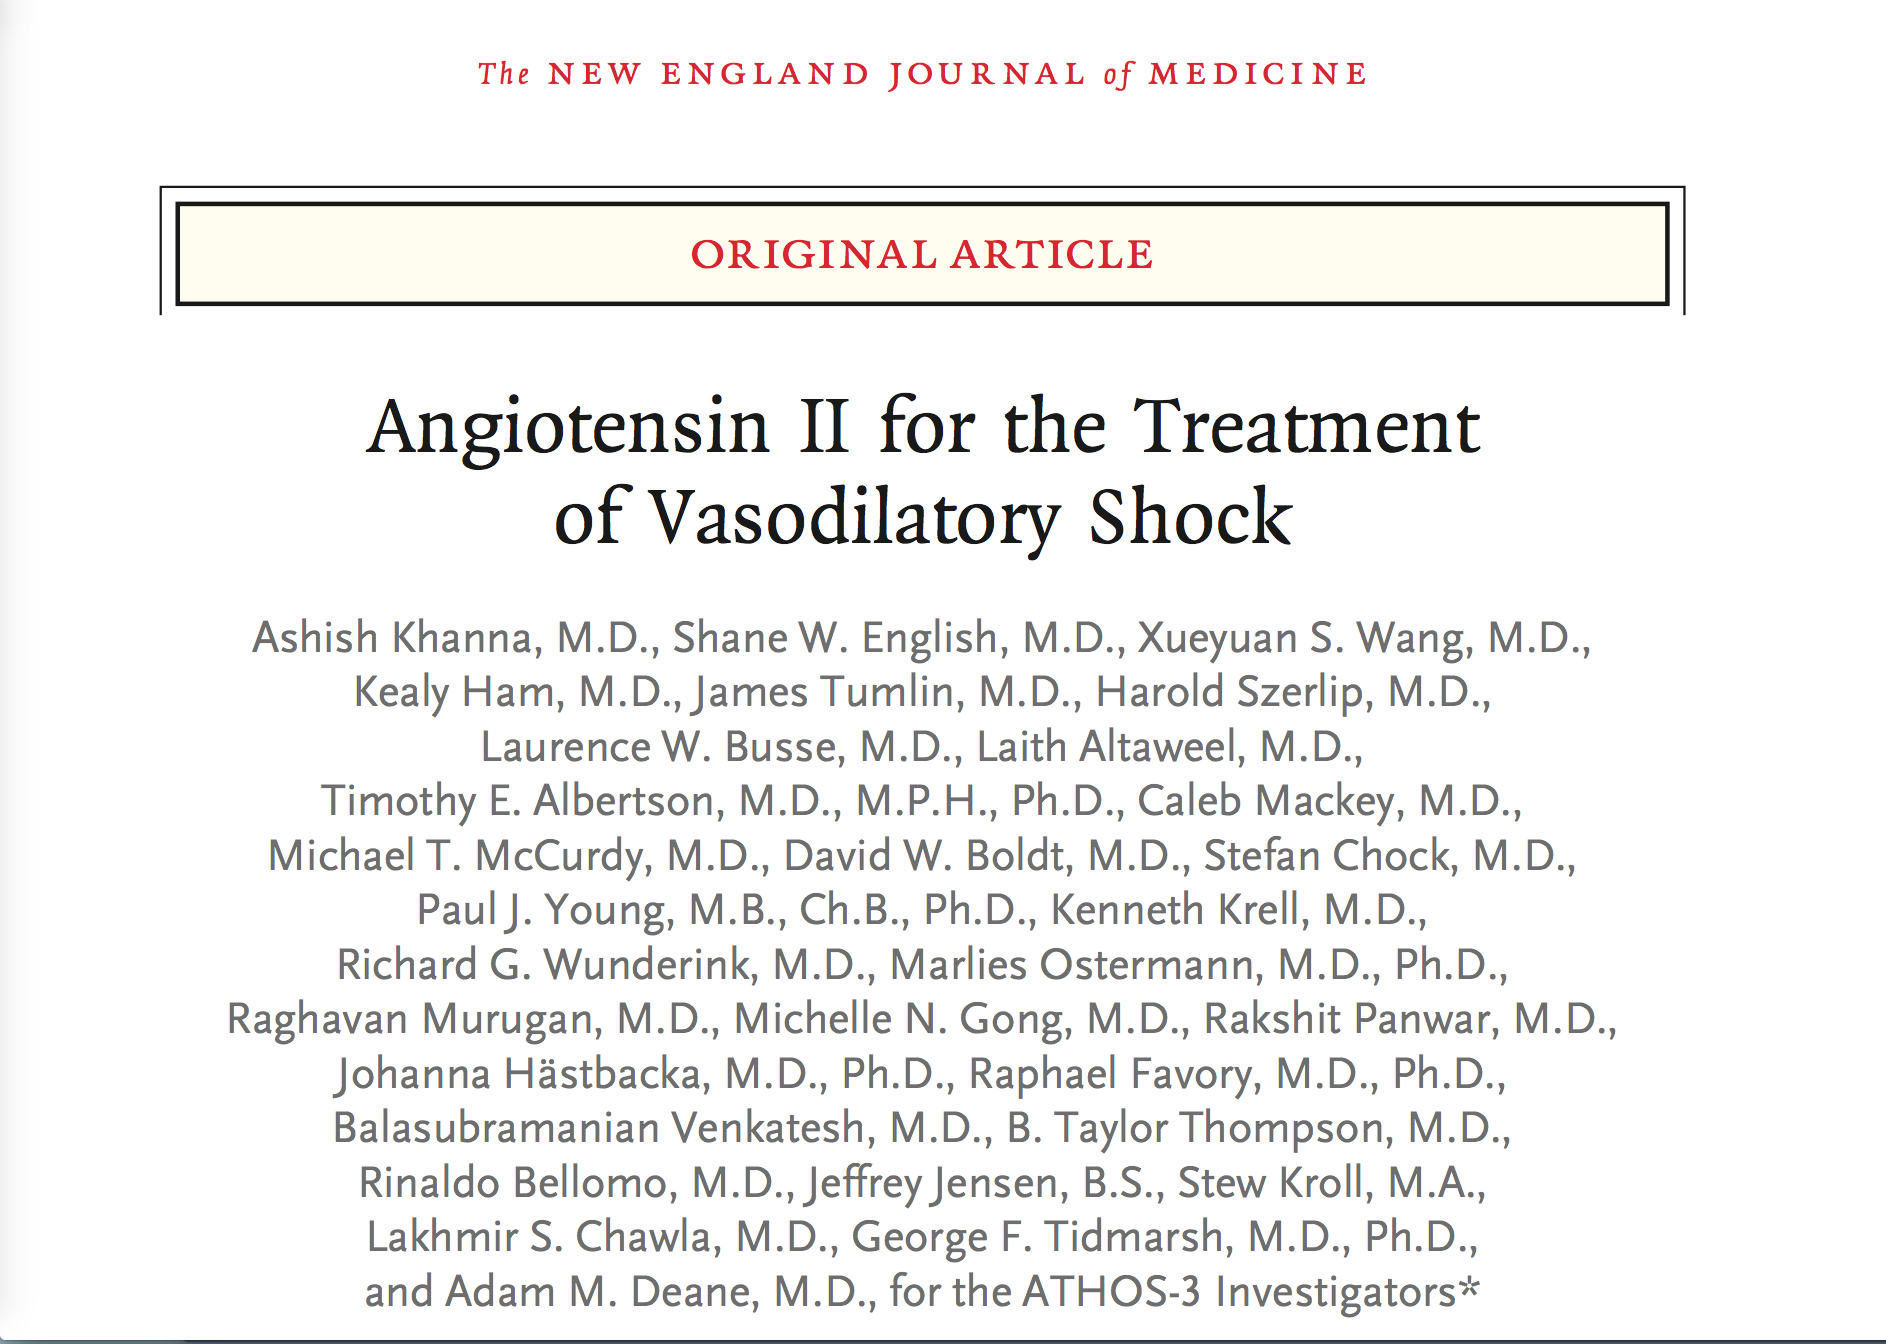 The NEW ENGLAND JOURNAL of MEDICINE
ORIGINAL ARTICLE
Angiotensin II for the Treatment
of Vasodilatory Shock
Ashish Khanna, M.D., Shane W. English, M.D., Xueyuan S. Wang, M.D.,
Kealy Ham, M.D., James Tumlin, M.D., Harold Szerlip, M.D.,
Laurence W. Busse, M.D., Laith Altaweel, M.D.,
Timothy E. Albertson, M.D., M.P.H., Ph.D., Caleb Mackey, M.D.,
Michael T. McCurdy, M.D., David W. Boldt, M.D., Stefan Chock, M.D.,
Paul J. Young, M.B., Ch.B., Ph.D., Kenneth Krell, M.D.,
Richard G. Wunderink, M.D., Marlies Ostermann, M.D., Ph.D.,
Raghavan Murugan, M.D., Michelle N. Gong, M.D., Rakshit Panwar, M.D.,
Johanna Hästbacka, M.D., Ph.D., Raphael Favory, M.D., Ph.D.,
Balasubramanian Venkatesh, M.D., B. Taylor Thompson, M.D.,
Rinaldo Bellomo, M.D., Jeffrey Jensen, B.S., Stew Kroll, M.A.,
Lakhmir S. Chawla, M.D., George F. Tidmarsh, M.D., Ph.D.,
and Adam M. Deane, M.D., for the ATHOS-3 Investigators*